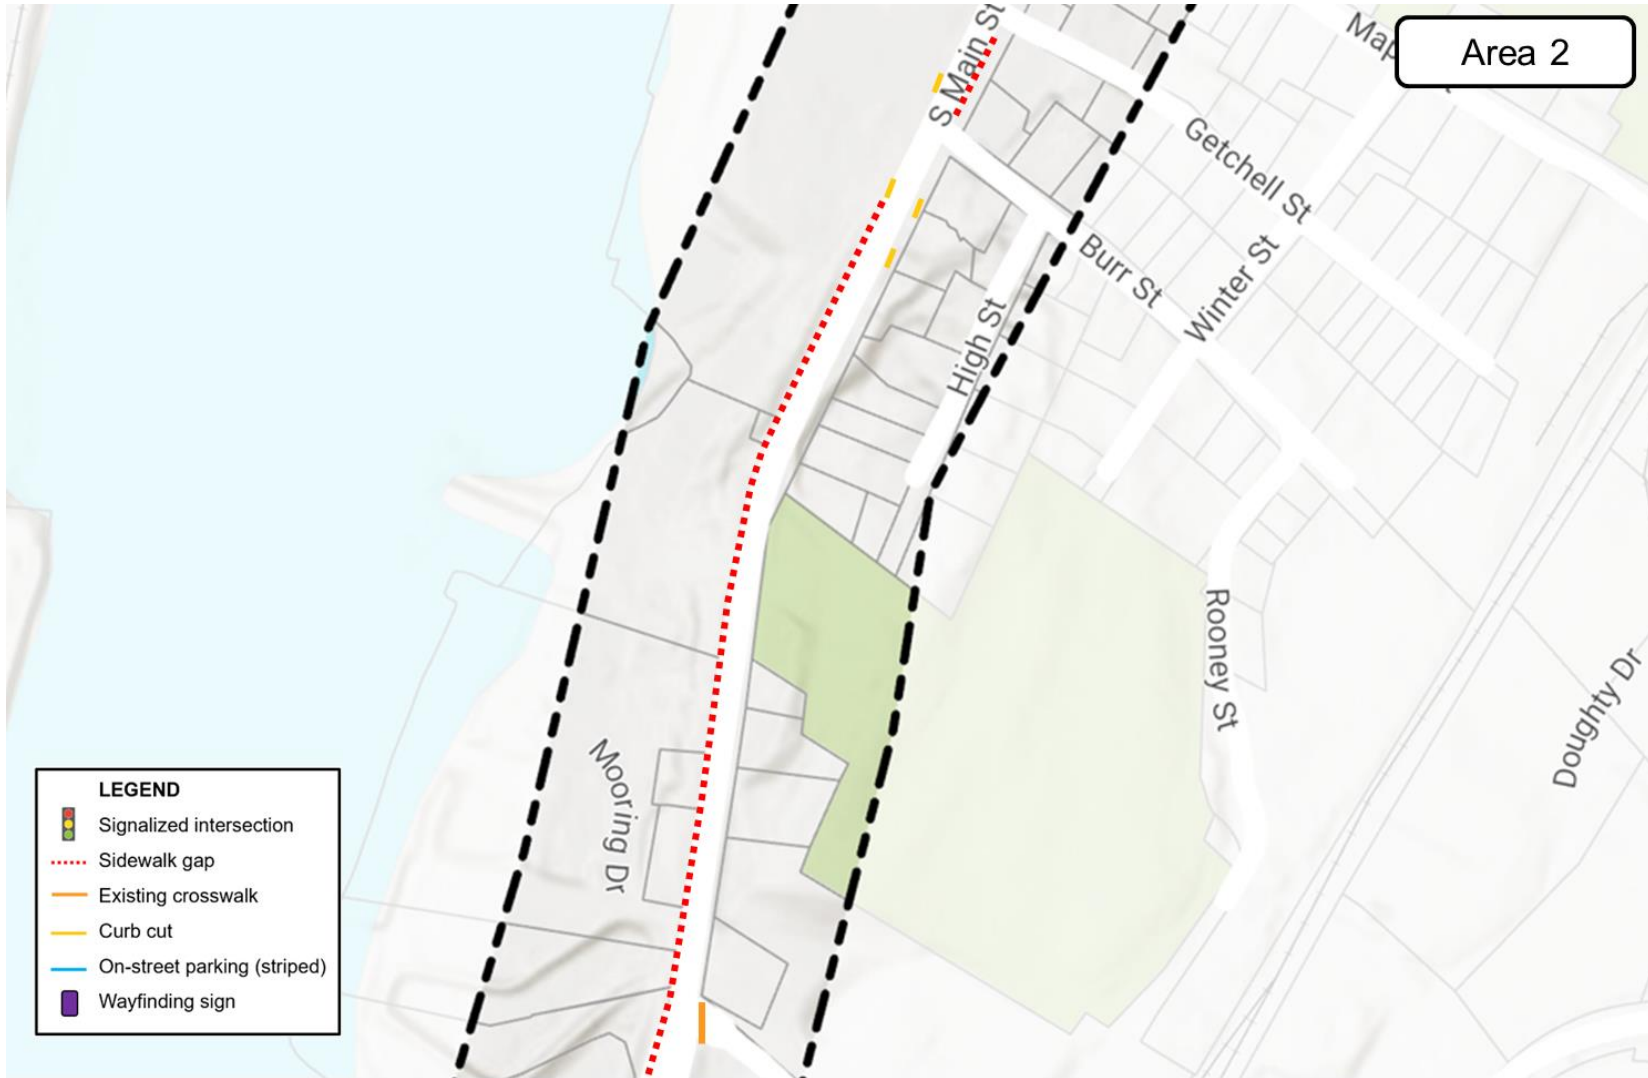 Area 2
S Main St
Map
Getchell St
Burr St
Winter St
High St
Rooney St
Doughty Dr
Mooring Dr
LEGEND
Signalized intersection
Sidewalk gap
Existing crosswalk
Curb cut
On-street parking (striped)
Wayfinding sign